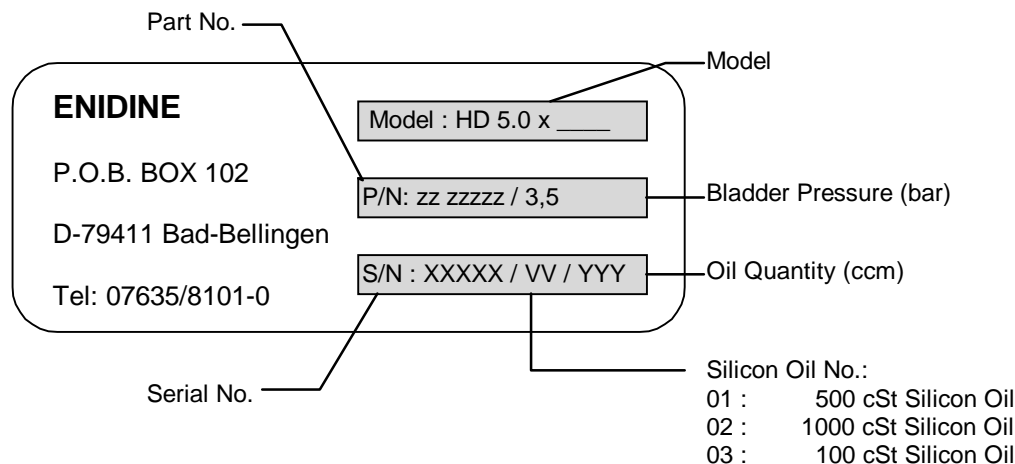 Part No.
Model
ENIDINE
Model : HD 5.0 x ____
P.O.B. BOX 102
P/N: zz zzzzz / 3,5
Bladder Pressure (bar)
D-79411 Bad-Bellingen
S/N : XXXXX / VV / YYY
Oil Quantity (ccm)
Tel: 07635/8101-0
Serial No.
Silicon Oil No.:
01 : 500 cSt Silicon Oil
02 : 1000 cSt Silicon Oil
03 : 100 cSt Silicon Oil